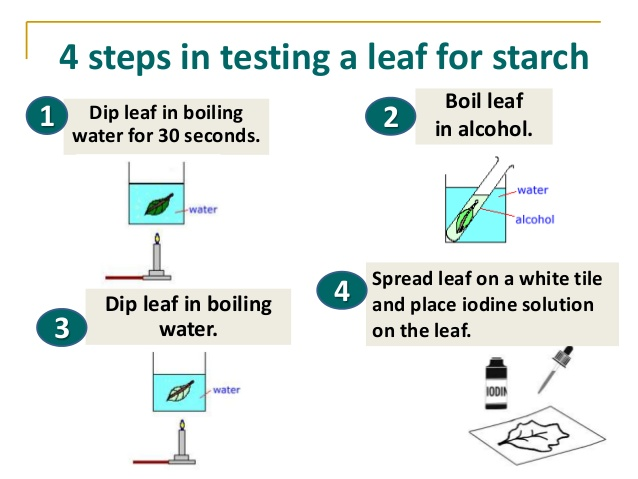 4 steps in testing a leaf for starch
1
Dip leaf in boiling
water for 30 seconds.
water
2
Boil leaf
in alcohol.
water
alcohol
3
Dip leaf in boiling
water.
water
4
Spread leaf on a white tile
and place iodine solution
on the leaf.
IODIN